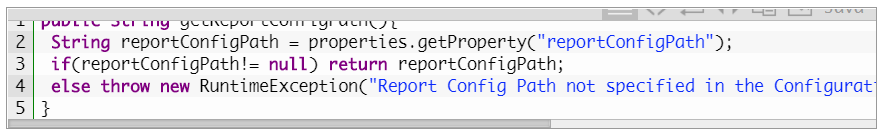 1 public String getReportConfigPath(){
2 String reportConfigPath = properties.getProperty("reportConfigPath");
3 if(reportConfigPath!= null) return reportConfigPath;
4 else throw new RuntimeException("Report Config Path not specified in the Configurat
5 }